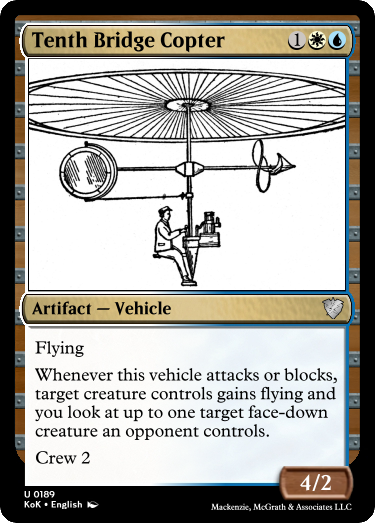 Tenth Bridge Copter 1
Artifact — Vehicle
Flying
Whenever this vehicle attacks or blocks,
target creature controls gains flying and
you look at up to one target face-down
creature an opponent controls.
Crew 2
4/2
U 0189
KoK • English
Mackenzie, McGrath & Associates LLC